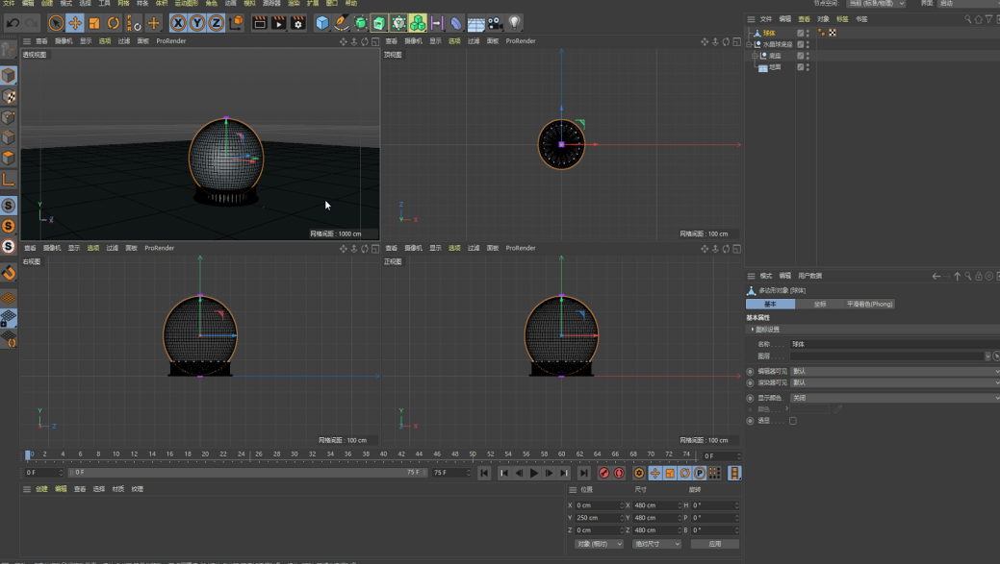 文件 编辑 创建 模式 选择 工具 网格 样条 体积 运动图形 角色 动画 模拟 跟踪器 渲染 扩展 窗口 帮助
节点空间: 当前 (标准/物理) 界面: 启动
文件 编辑 查看 对象 标签 书签
查看 摄像机 显示 选项 过滤 面板 ProRender
查看 摄像机 显示 选项 过滤 面板 ProRender
透视视图
顶视图
球体
水晶球底座
底座
地面
网格间距 : 1000 cm
网格间距 : 100 cm
查看 摄像机 显示 选项 过滤 面板 ProRender
查看 摄像机 显示 选项 过滤 面板 ProRender
右视图
正视图
网格间距 : 100 cm
网格间距 : 100 cm
模式 编辑 用户数据
多边形对象 [球体]
基本 坐标 平滑着色(Phong)
基本属性
图标设置
名称 . . . . 球体
图层 . . . .
编辑器可见 默认
渲染器可见 默认
显示颜色 . 关闭
颜色 . . .
透显 . . . .
0 2 4 6 8 10 12 14 16 18 20 22 24 26 28 30 32 34 36 38 40 42 44 46 48 50 52 54 56 58 60 62 64 66 68 70 72 74 0 F
0 F 0 F 75 F 75 F
创建 编辑 查看 选择 材质 纹理
位置 尺寸 旋转
X 0 cm X 480 cm H 0 °
Y 250 cm Y 480 cm P 0 °
Z 0 cm Z 480 cm B 0 °
对象 (相对) 绝对尺寸 应用